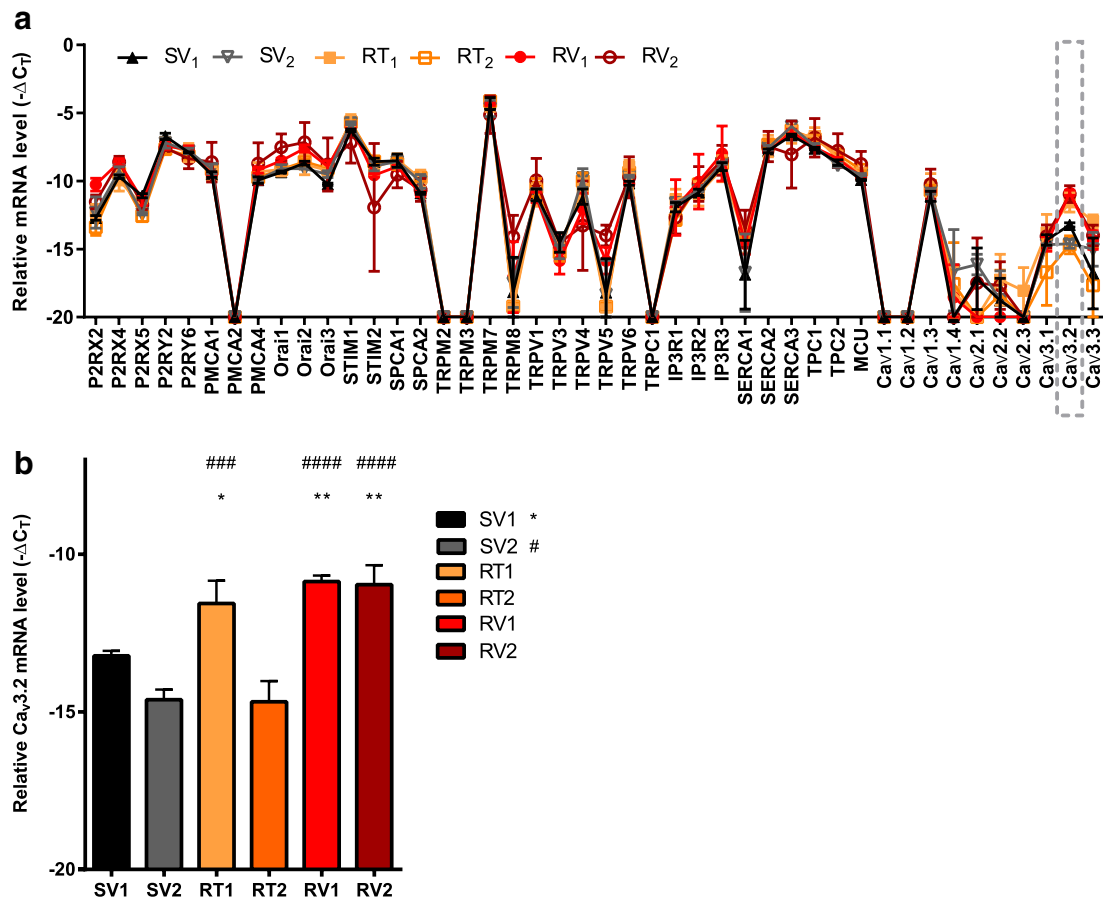 a
Relative mRNA level (-ΔCT)
SV1 SV2 RT1 RT2 RV1 RV2
0
-5
-10
-15
-20
P2RX2 P2RX4 P2RX5 P2RY2 P2RY6 PMCA1 PMCA2 PMCA4 Orai1 Orai2 Orai3 STIM1 STIM2 SPCA1 SPCA2 TRPM2 TRPM3 TRPM7 TRPM8 TRPV1 TRPV3 TRPV4 TRPV5 TRPV6 TRPC1 IP3R1 IP3R2 IP3R3 SERCA1 SERCA2 SERCA3 TPC1 TPC2 MCU Cav1.1 Cav1.2 Cav1.3 Cav1.4 Cav2.1 Cav2.2 Cav2.3 Cav3.1 Cav3.2 Cav3.3
b
Relative Cav3.2 mRNA level (-ΔCT)
### #### ####
* ** **
-10
-15
-20
SV1 SV2 RT1 RT2 RV1 RV2
SV1 *
SV2 #
RT1
RT2
RV1
RV2